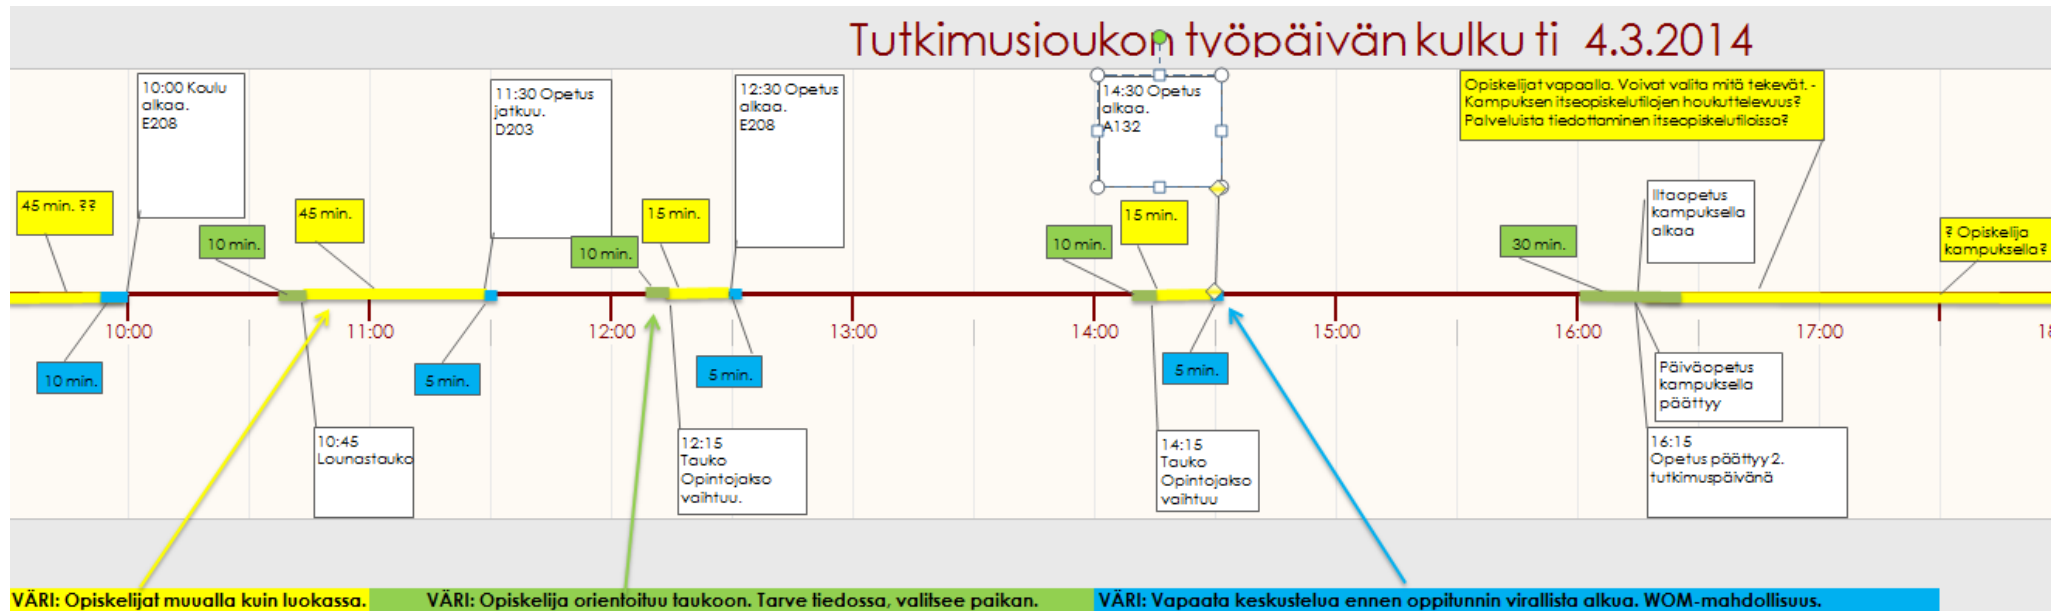 Tutkimusjoukon työpäivän kulku ti 4.3.2014
10:00 Koulu
alkaa.
E208
11:30 Opetus
jatkuu.
D203
12:30 Opetus
alkaa.
E208
14:30 Opetus
alkaa.
A132
Opiskelijat vapaalla. Voivat valita mitä tekevät. -
Kampuksen itseopiskelutilojen houkuttelevuus?
Palveluista tiedottaminen itseopiskelutiloissa?
45 min. ??
10 min.
45 min.
10 min.
15 min.
10 min.
15 min.
30 min.
Iltaopetus
kampuksella
alkaa
? Opiskelija
kampuksella?
10:00
11:00
12:00
13:00
14:00
15:00
16:00
17:00
18
10 min.
5 min.
5 min.
5 min.
Päiväopetus
kampuksella
päättyy
10:45
Lounastauko
12:15
Tauko
Opintojakso
vaihtuu.
14:15
Tauko
Opintojakso
vaihtuu
16:15
Opetus päättyy 2.
tutkimuspäivänä
VÄRI: Opiskelijat muualla kuin luokassa.
VÄRI: Opiskelija orientoituu taukoon. Tarve tiedossa, valitsee paikan.
VÄRI: Vapaata keskustelua ennen oppitunnin virallista alkua. WOM-mahdollisuus.